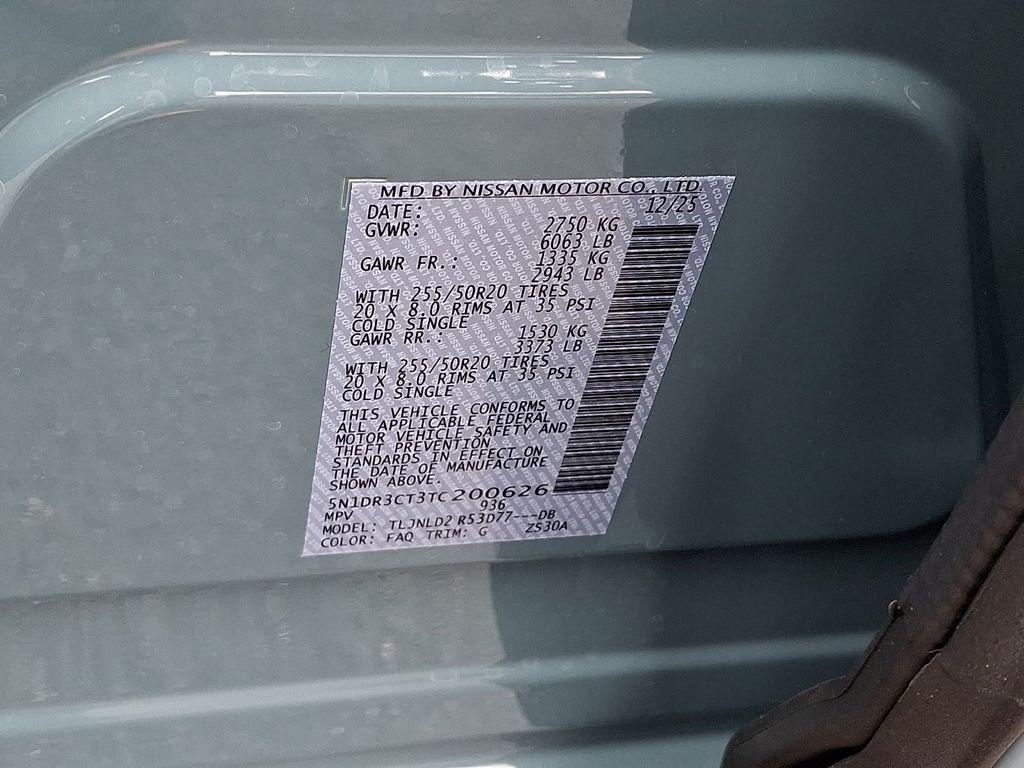 MFD BY NISSAN MOTOR CO., LTD
DATE: 12/25
GVWR: 2750 KG
6063 LB
GAWR FR.: 1335 KG
2943 LB
WITH 255/50R20 TIRES
20 X 8.0 RIMS AT 35 PSI
COLD SINGLE
GAWR RR.: 1530 KG
3373 LB
WITH 255/50R20 TIRES
20 X 8.0 RIMS AT 35 PSI
COLD SINGLE
THIS VEHICLE CONFORMS TO
ALL APPLICABLE FEDERAL
MOTOR VEHICLE SAFETY AND
THEFT PREVENTION
STANDARDS IN EFFECT ON
THE DATE OF MANUFACTURE
SHOWN ABOVE.
5N1DR3CT3TC200626
MPV 936
MODEL: TLJNLD2 R53D77---DB
COLOR: FAQ TRIM: G ZS30A